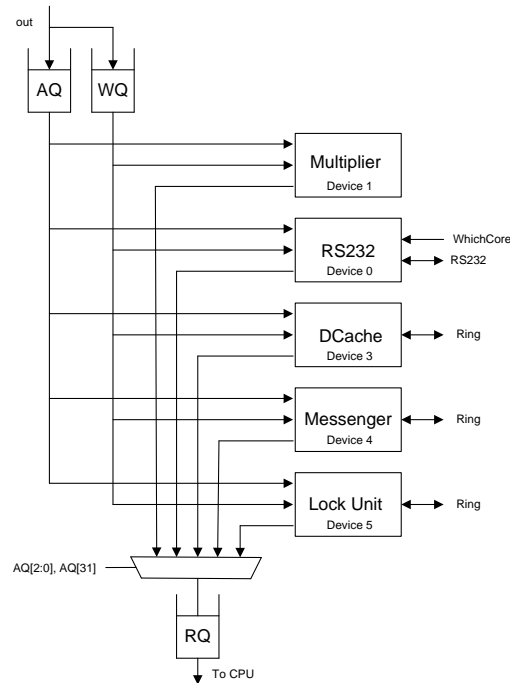 out
AQ WQ
Multiplier
Device 1
RS232
Device 0
WhichCore
RS232
DCache
Device 3
Ring
Messenger
Device 4
Ring
Lock Unit
Device 5
Ring
AQ[2:0], AQ[31]
RQ
To CPU